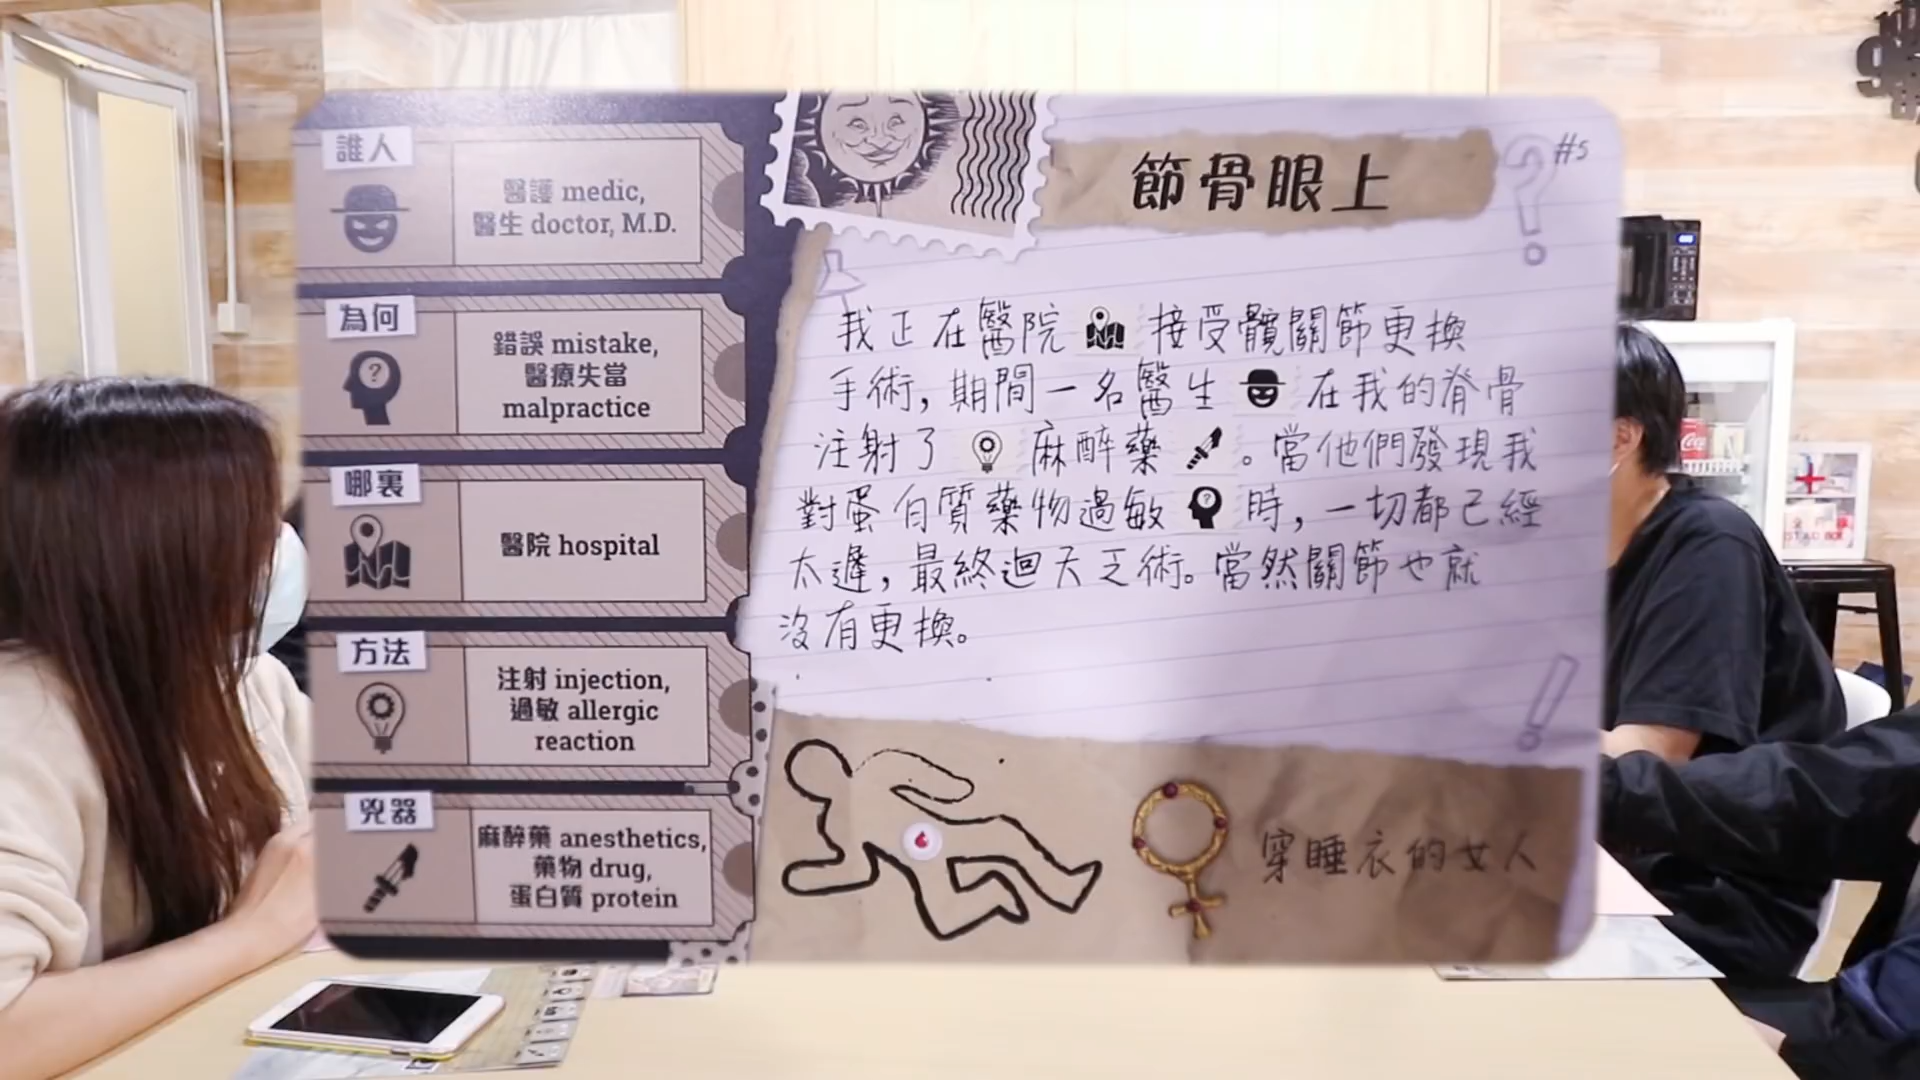 誰人
醫護 medic,
醫生 doctor, M.D.
為何
錯誤 mistake,
醫療失當
malpractice
哪裏
醫院 hospital
方法
注射 injection,
過敏 allergic
reaction
兇器
麻醉藥 anesthetics,
藥物 drug,
蛋白質 protein
節骨眼上
#5
我正在醫院 接受髖關節更換
手術，期間一名醫生 在我的脊骨
注射了 麻醉藥 。當他們發現我
對蛋白質藥物過敏 時，一切都已經
太遲，最終迴天乏術。當然關節也就
沒有更換。
穿睡衣的女人
Coca